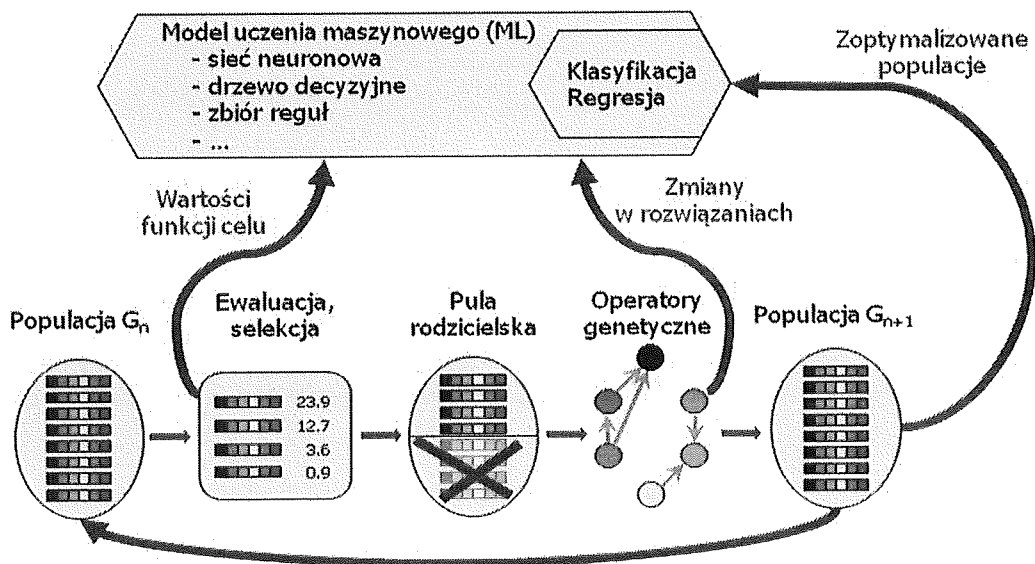 Model uczenia maszynowego (ML)
- sieć neuronowa
- drzewo decyzyjne
- zbiór reguł
- ...
Klasyfikacja
Regresja
Zoptymalizowane
populacje
Wartości
funkcji celu
Zmiany
w rozwiązaniach
Populacja Gn
Ewaluacja,
selekcja
Pula
rodzicielska
Operatory
genetyczne
Populacja Gn+1
23.9
12.7
3.6
0.9